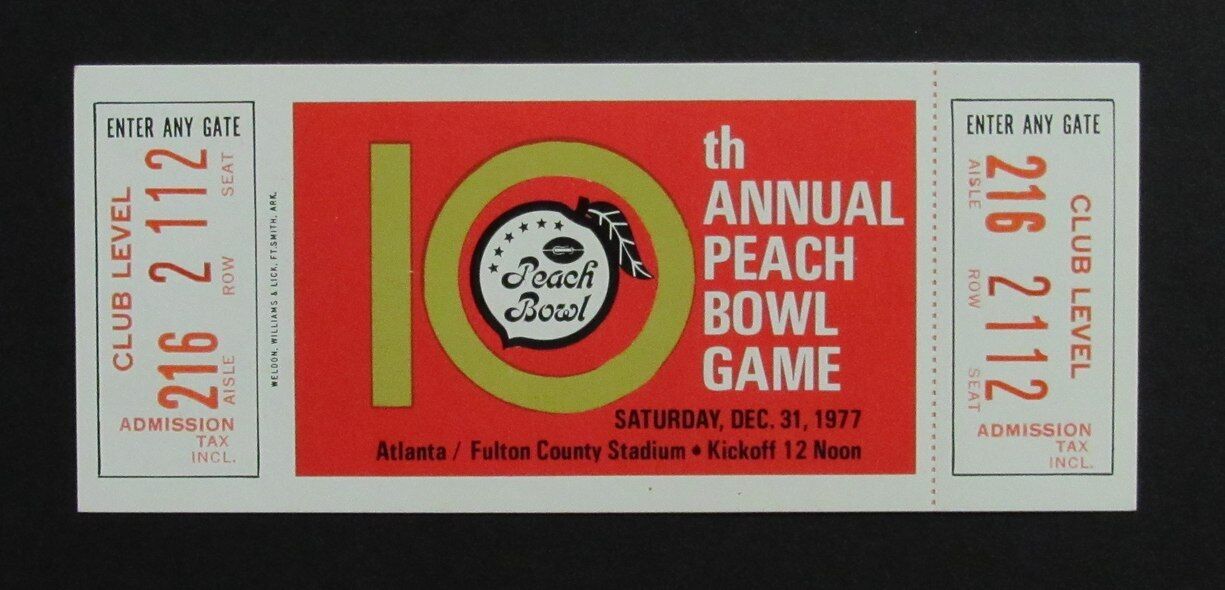 ENTER ANY GATE
CLUB LEVEL
216 2 112
AISLE ROW SEAT
ADMISSION
TAX
INCL.
WELDON, WILLIAMS & LICK, FT. SMITH, ARK.
10th
ANNUAL
PEACH
BOWL
GAME
Peach
Bowl
SATURDAY, DEC. 31, 1977
Atlanta / Fulton County Stadium • Kickoff 12 Noon
ENTER ANY GATE
CLUB LEVEL
216 2 112
AISLE ROW SEAT
ADMISSION
TAX
INCL.